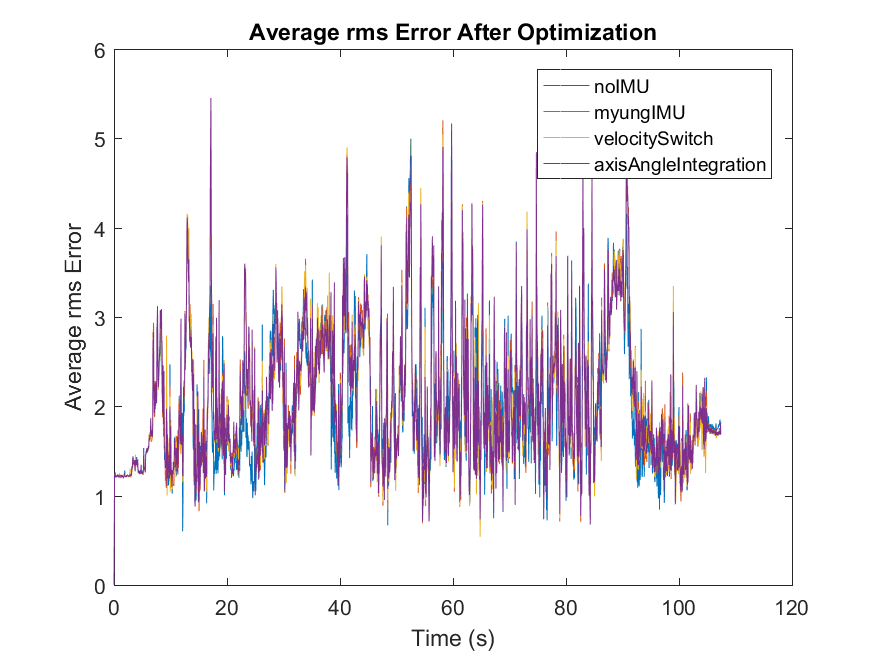 Average rms Error After Optimization
6
5
4
3
2
1
0
Average rms Error
noIMU
myungIMU
velocitySwitch
axisAngleIntegration
0 20 40 60 80 100 120
Time (s)